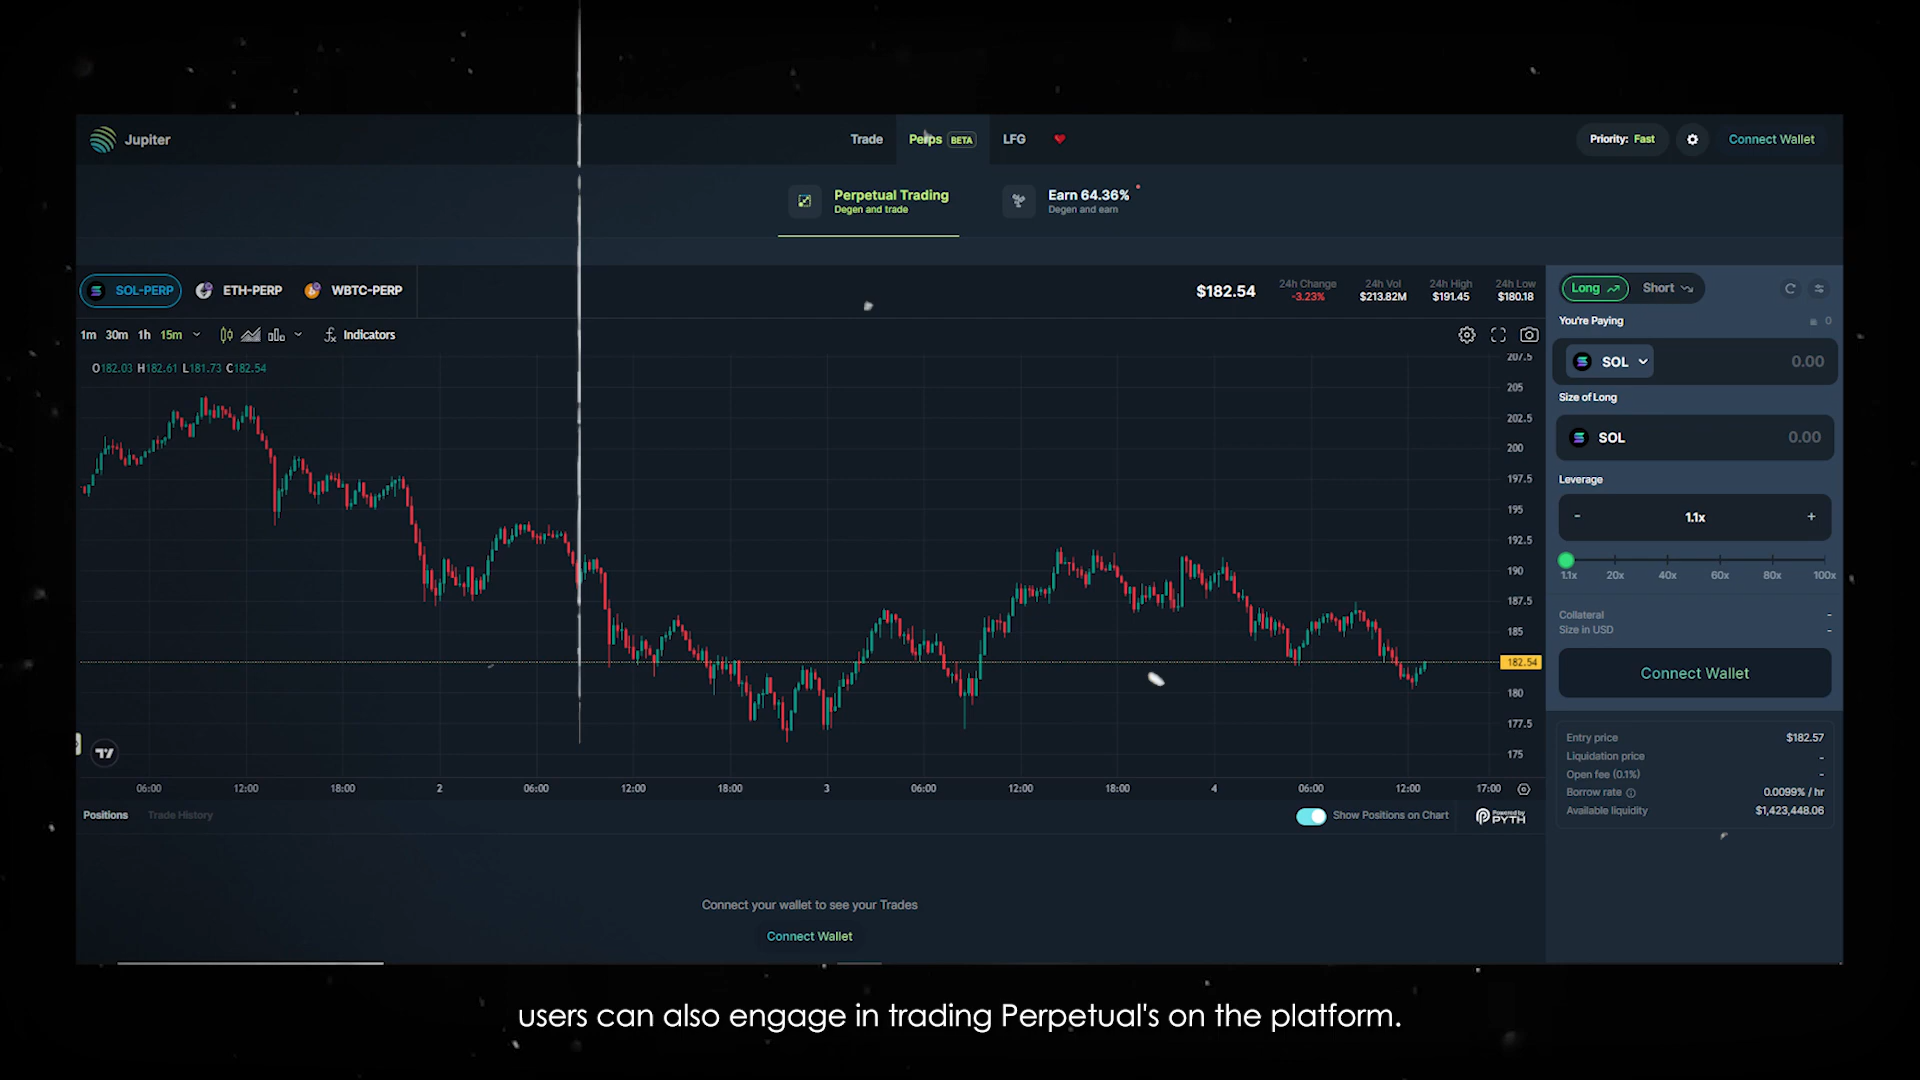 Jupiter
Trade Perps BETA LFG
Priority: Fast Connect Wallet
Perpetual Trading
Degen and trade
Earn 64.36%
Degen and earn
SOL-PERP ETH-PERP WBTC-PERP
$182.54
24h Change
-3.23%
24h Vol
$213.82M
24h High
$191.45
24h Low
$180.18
Long Short
You're Paying 0
SOL 0.00
Size of Long
SOL 0.00
Leverage
- 1.1x +
1.1x 20x 40x 60x 80x 100x
Collateral -
Size in USD -
Connect Wallet
Entry price $182.57
Liquidation price -
Open fee (0.1%) -
Borrow rate 0.0099% / hr
Available liquidity $1,423,448.06
1m 30m 1h 15m Indicators
O182.03 H182.61 L181.73 C182.54
207.5
205
202.5
200
197.5
195
192.5
190
187.5
185
182.54
180
177.5
175
06:00 12:00 18:00 2 06:00 12:00 18:00 3 06:00 12:00 18:00 4 06:00 12:00 17:00
Positions Trade History
Show Positions on Chart
Powered by
PYTH
Connect your wallet to see your Trades
Connect Wallet
users can also engage in trading Perpetual's on the platform.